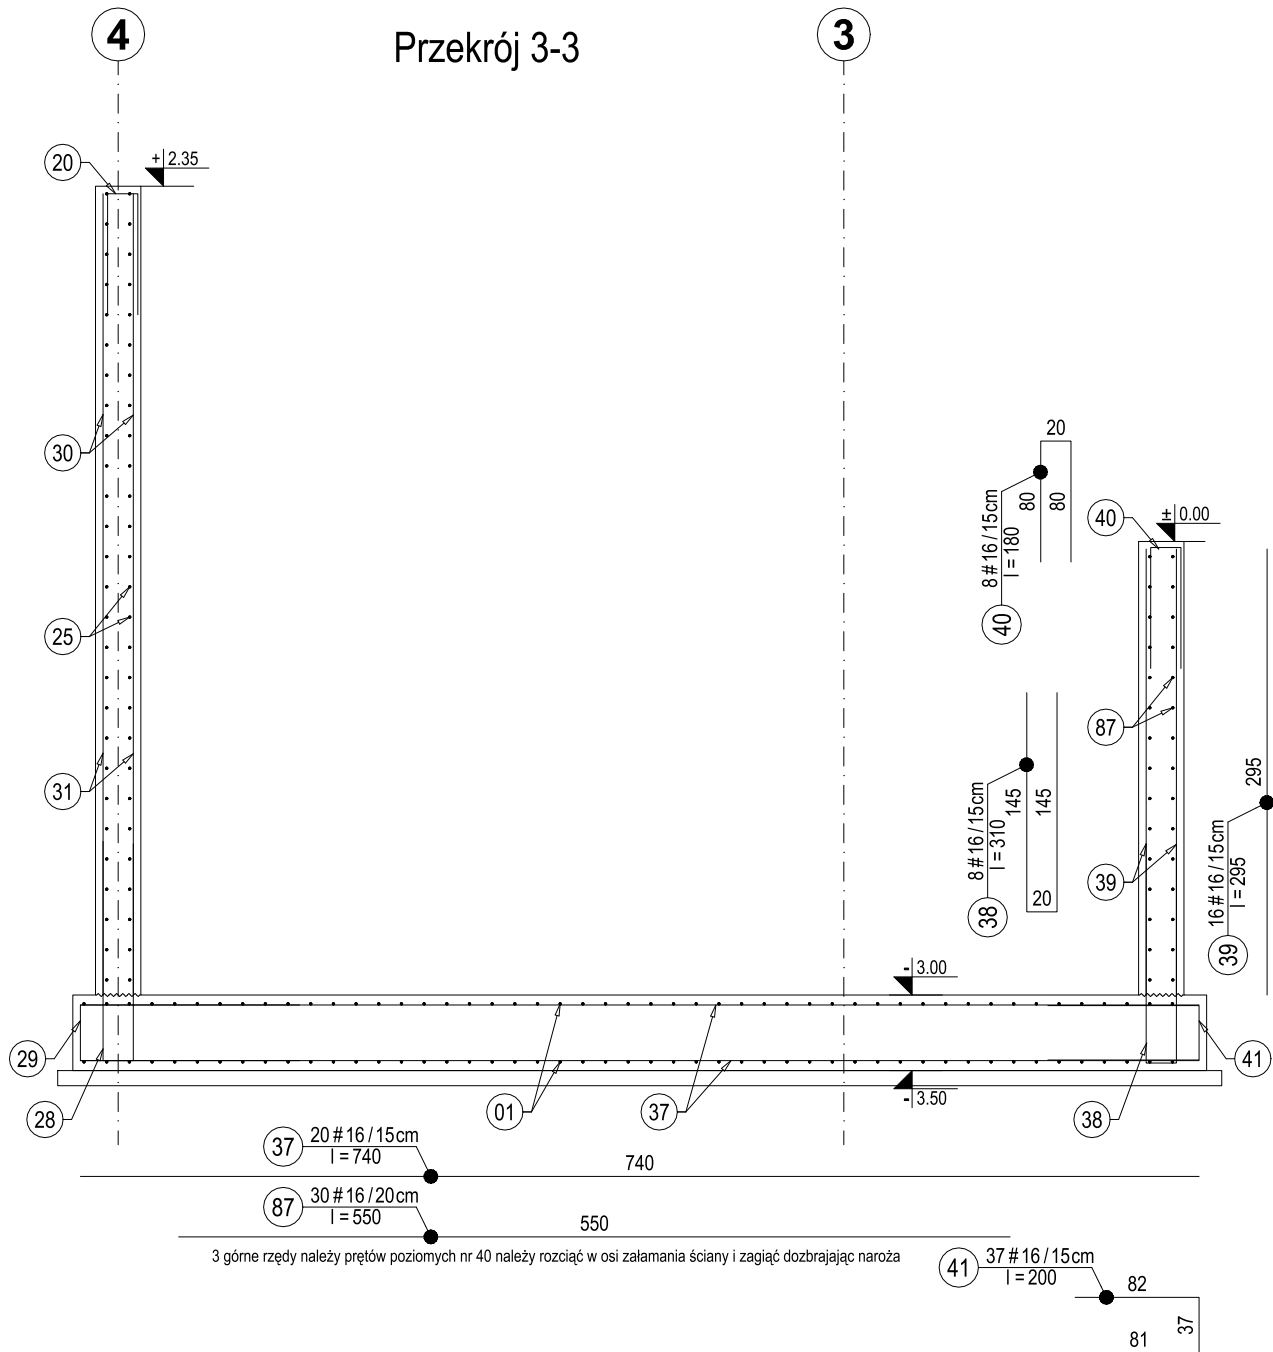 4
Przekrój 3-3
3
20
+ 2.35
30
20
80
80
8 # 16 / 15cm
l = 180
40
40
± 0.00
25
87
31
145
145
8 # 16 / 15cm
l = 310
20
38
39
295
16 # 16 / 15cm
l = 295
39
- 3.00
29
41
28
01
37
- 3.50
38
37
20 # 16 / 15cm
l = 740
740
87
30 # 16 / 20cm
l = 550
550
3 górne rzędy należy prętów poziomych nr 40 należy rozciąć w osi załamania ściany i zagiąć dozbrajając naroża
41
37 # 16 / 15cm
l = 200
82
37
81